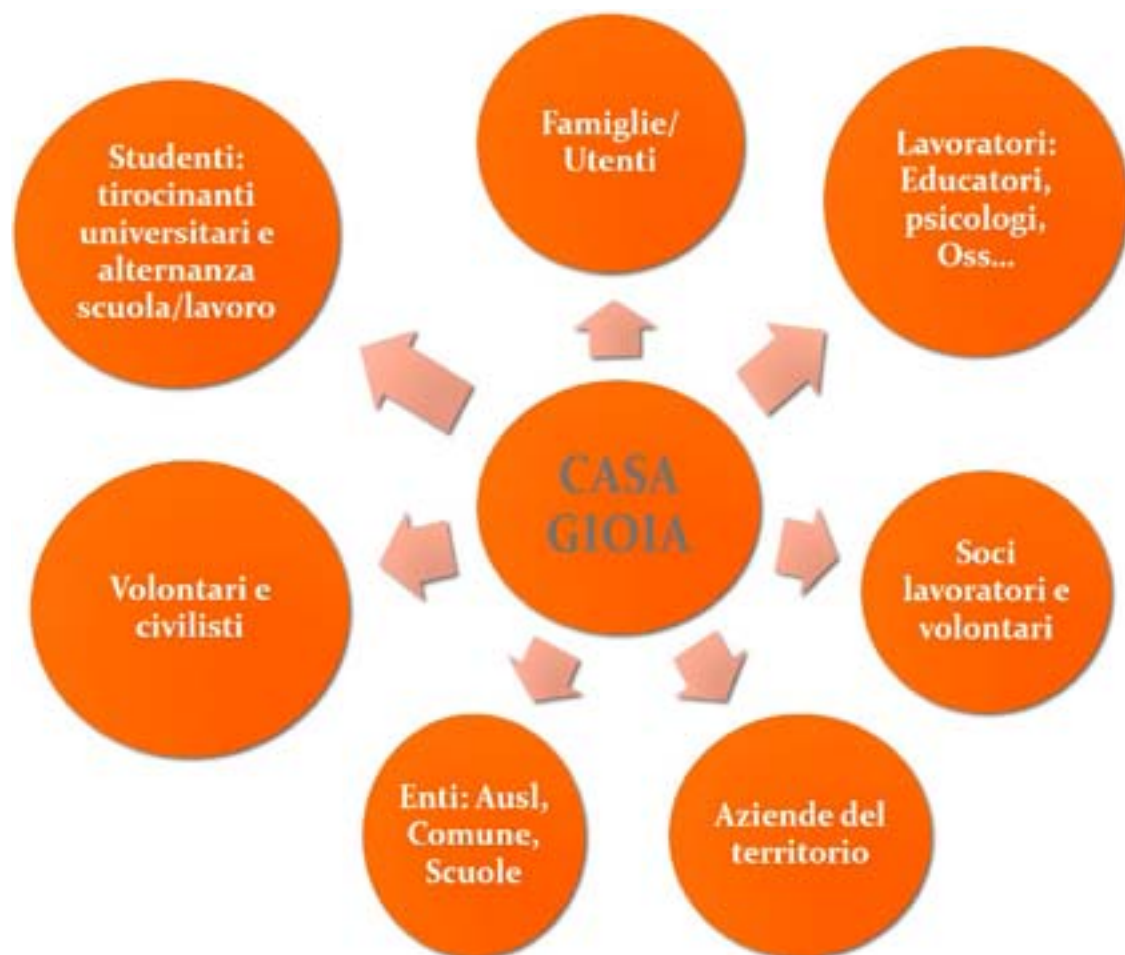 Famiglie/
Utenti
Lavoratori:
Educatori,
psicologi,
Oss...
Soci
lavoratori e
volontari
Aziende del
territorio
Enti: Ausl,
Comune,
Scuole
Volontari e
civilisti
Studenti:
tirocinanti
universitari e
alternanza
scuola/lavoro
CASA
GIOIA